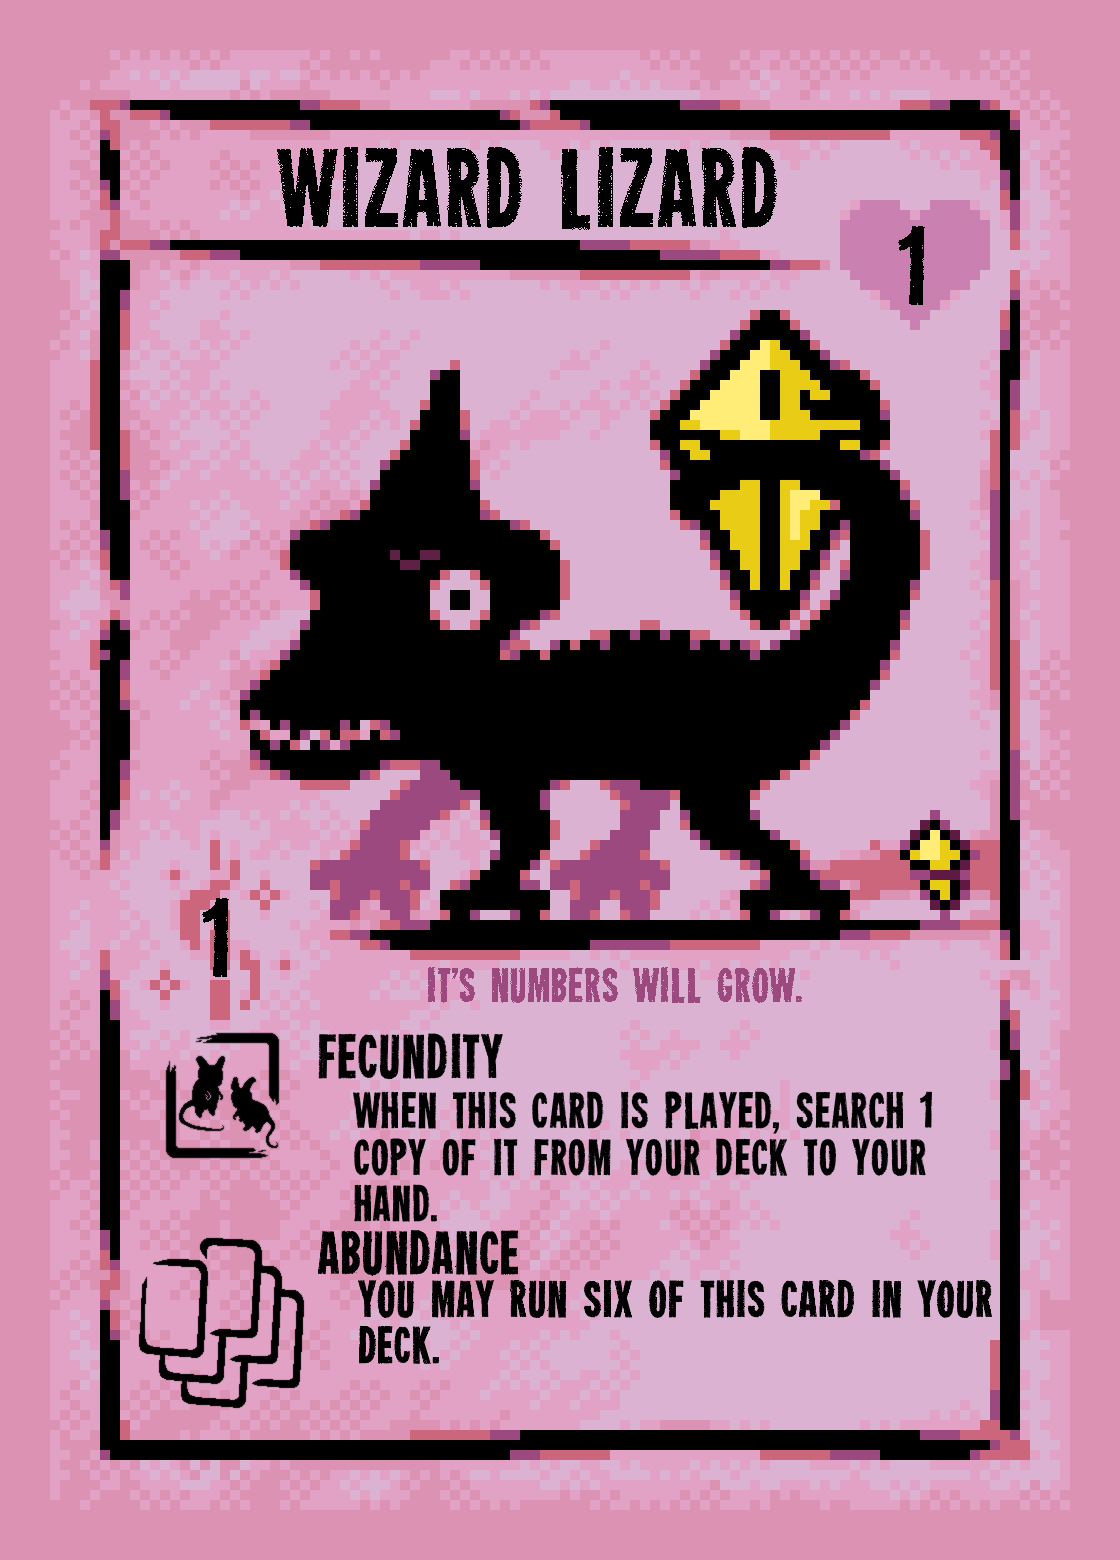 WIZARD LIZARD
1
1
IT'S NUMBERS WILL GROW.
FECUNDITY
WHEN THIS CARD IS PLAYED, SEARCH 1
COPY OF IT FROM YOUR DECK TO YOUR
HAND.
ABUNDANCE
YOU MAY RUN SIX OF THIS CARD IN YOUR
DECK.